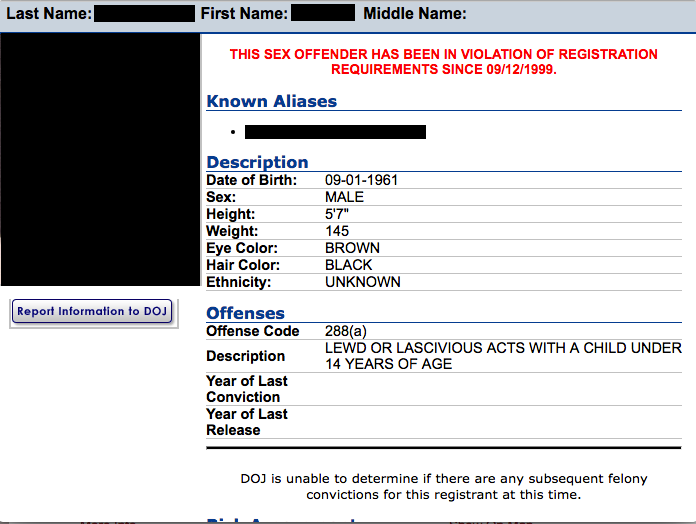 Last Name: First Name: Middle Name:
THIS SEX OFFENDER HAS BEEN IN VIOLATION OF REGISTRATION
REQUIREMENTS SINCE 09/12/1999.
Known Aliases
•
Description
Date of Birth: 09-01-1961
Sex: MALE
Height: 5'7"
Weight: 145
Eye Color: BROWN
Hair Color: BLACK
Ethnicity: UNKNOWN
Report Information to DOJ
Offenses
Offense Code 288(a)
Description LEWD OR LASCIVIOUS ACTS WITH A CHILD UNDER
14 YEARS OF AGE
Year of Last
Conviction
Year of Last
Release
DOJ is unable to determine if there are any subsequent felony
convictions for this registrant at this time.